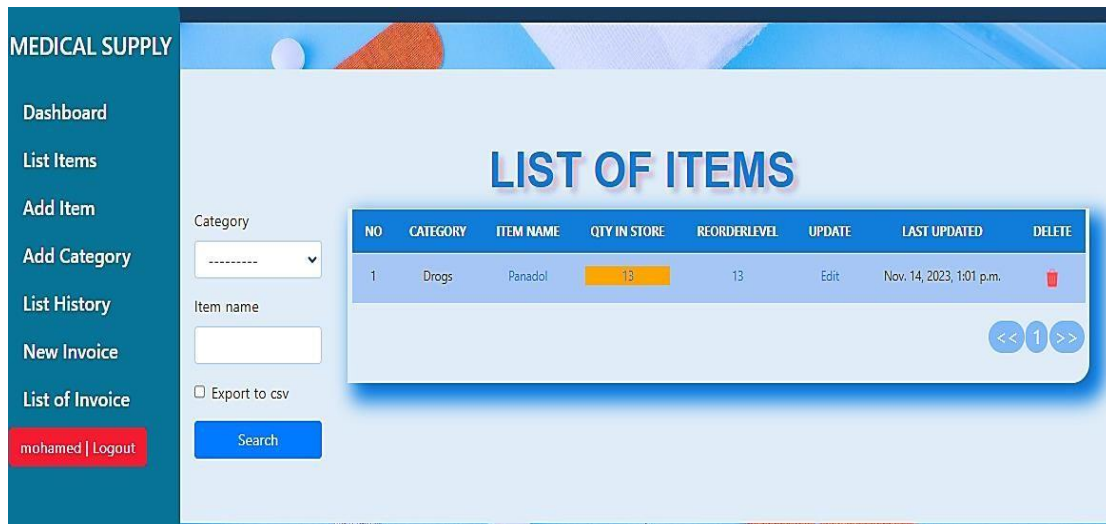 MEDICAL SUPPLY
Dashboard
List Items
Add Item
Add Category
List History
New Invoice
List of Invoice
mohamed | Logout
LIST OF ITEMS
Category
---------
Item name
Export to csv
Search
NO CATEGORY ITEM NAME QTY IN STORE REORDERLEVEL UPDATE LAST UPDATED DELETE
1 Drogs Panadol 13 13 Edit Nov. 14, 2023, 1:01 p.m.
<< 1 >>